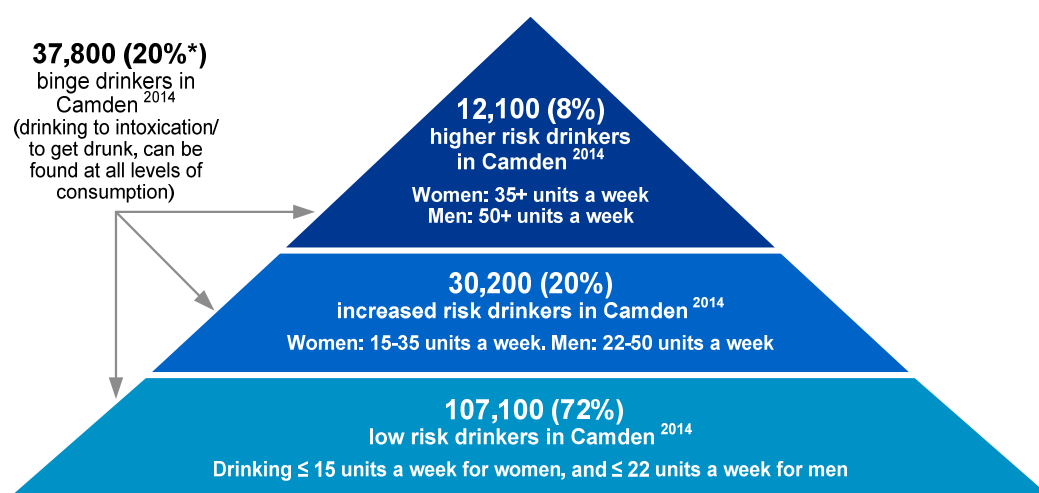 37,800 (20%*)
binge drinkers in
Camden 2014
(drinking to intoxication/
to get drunk, can be
found at all levels of
consumption)
12,100 (8%)
higher risk drinkers
in Camden 2014
Women: 35+ units a week
Men: 50+ units a week
30,200 (20%)
increased risk drinkers in Camden 2014
Women: 15-35 units a week. Men: 22-50 units a week
107,100 (72%)
low risk drinkers in Camden 2014
Drinking ≤ 15 units a week for women, and ≤ 22 units a week for men